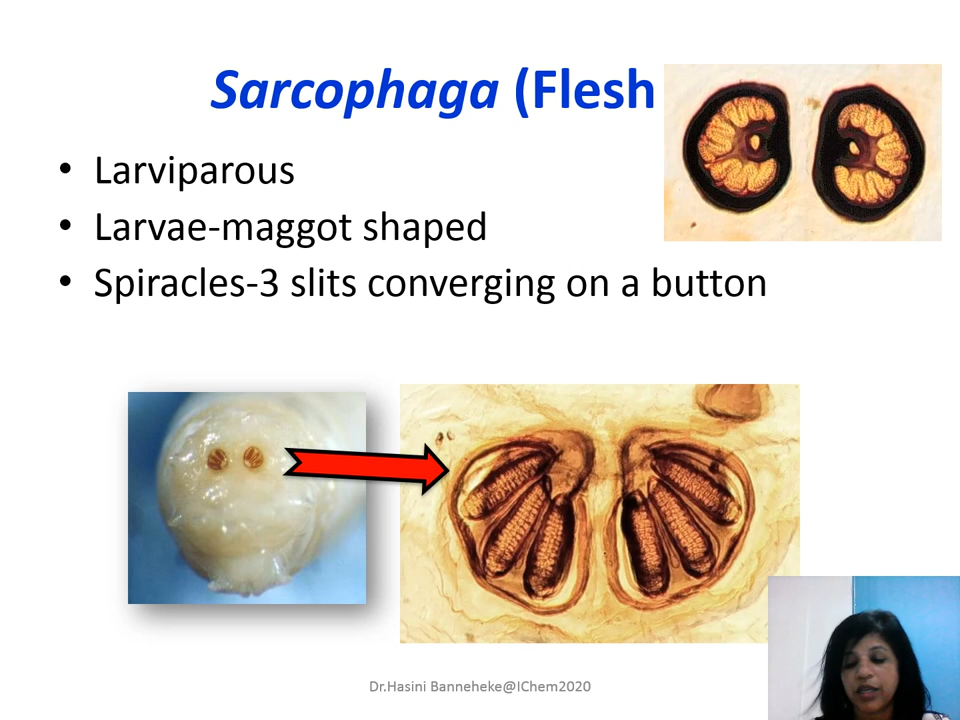 Sarcophaga (Flesh
• Larviparous
• Larvae-maggot shaped
• Spiracles-3 slits converging on a button
Dr.Hasini Banneheke@IChem2020